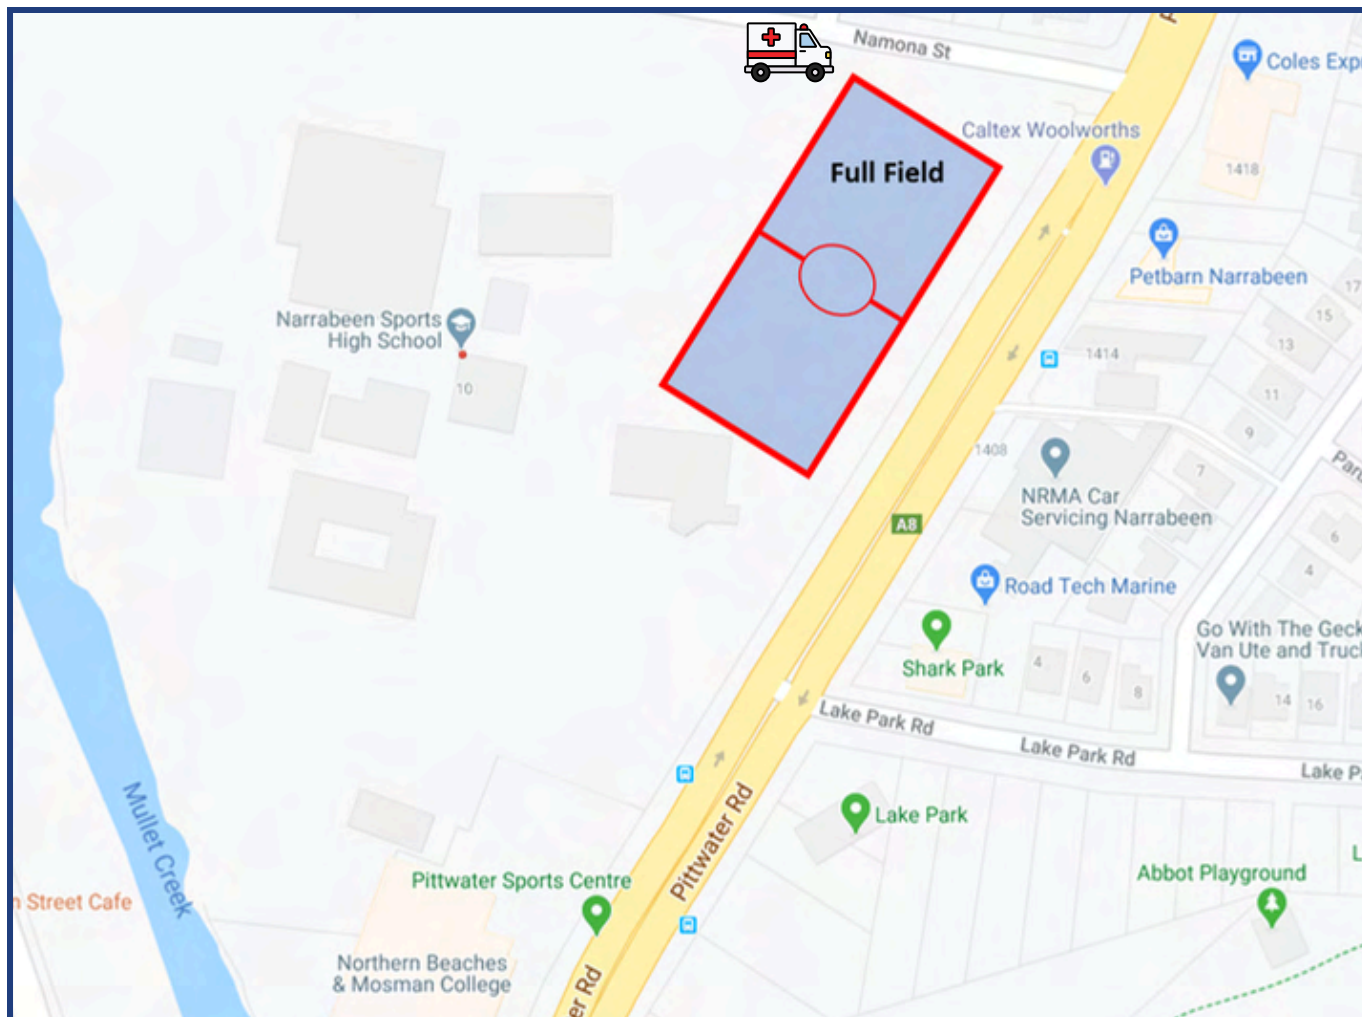 Namona St
Coles Exp
Caltex Woolworths
Full Field
1418
Petbarn Narrabeen
17
15
Narrabeen Sports
High School
13
1414
10
11
9
1408
7
NRMA Car
Servicing Narrabeen
A8
6
4
Road Tech Marine
Go With The Geck
Van Ute and Truc
Shark Park
4
6
8
14
16
Lake Park Rd
Lake Park Rd
Lake P
Mullet Creek
Pittwater Rd
Lake Park
L
Pittwater Sports Centre
Abbot Playground
n Street Cafe
Northern Beaches
& Mosman College
er Rd